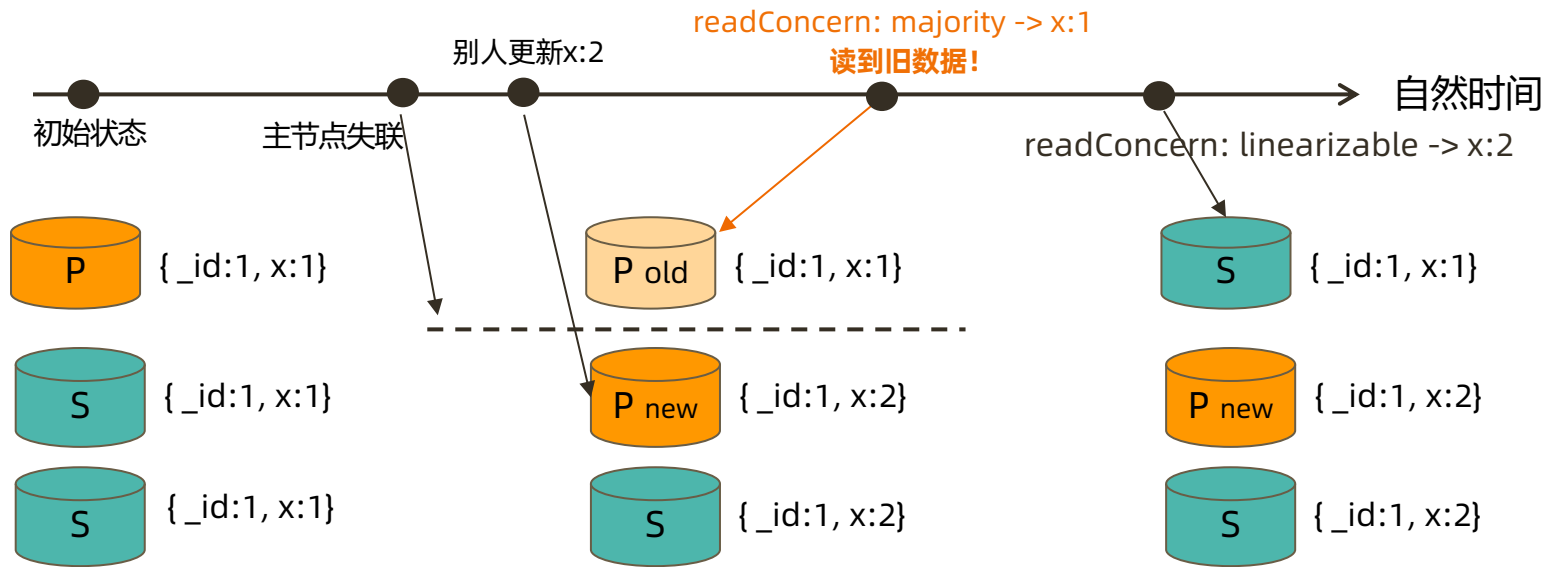 readConcern: majority -> x:1
读到旧数据！
别人更新x:2
自然时间
初始状态
主节点失联
readConcern: linearizable -> x:2
P { _id:1, x:1}
P old { _id:1, x:1}
S { _id:1, x:1}
S { _id:1, x:1}
P new { _id:1, x:2}
P new { _id:1, x:2}
S { _id:1, x:1}
S { _id:1, x:2}
S { _id:1, x:2}